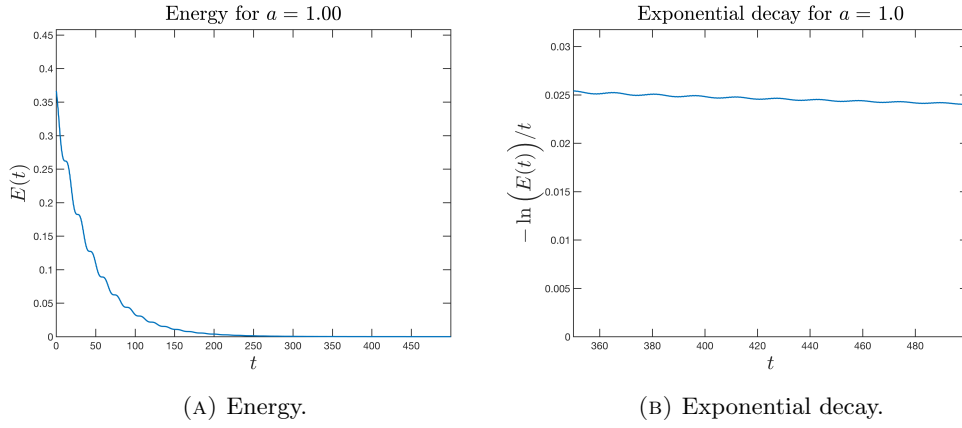 Energy for a = 1.00
E(t)
0.45
0.4
0.35
0.3
0.25
0.2
0.15
0.1
0.05
0
0 50 100 150 200 250 300 350 400 450
t
(A) Energy.
Exponential decay for a = 1.0
− ln (E(t))/t
0.03
0.025
0.02
0.015
0.01
0.005
0
360 380 400 420 440 460 480
t
(B) Exponential decay.